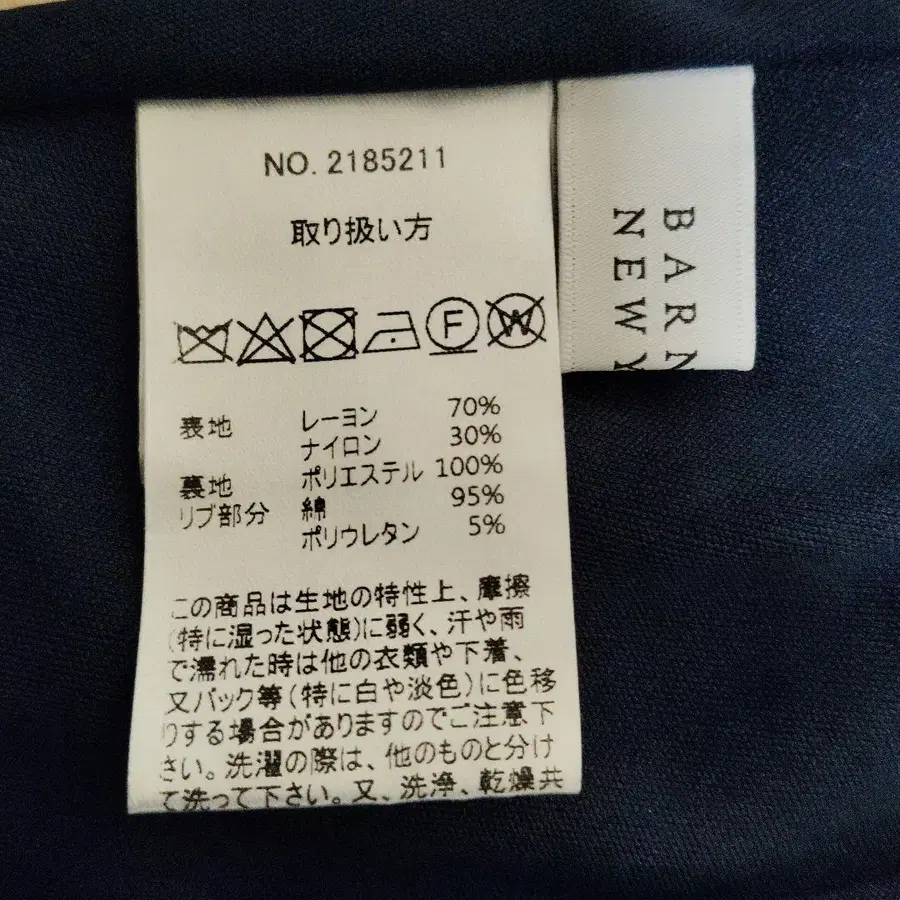 NO. 2185211
取り扱い方
F
W
表地 レーヨン 70%
ナイロン 30%
裏地 ポリエステル 100%
リブ部分 綿 95%
ポリウレタン 5%
この商品は生地の特性上、摩擦
(特に湿った状態)に弱く、汗や雨
で濡れた時は他の衣類や下着、
又バック等(特に白や淡色)に色移
りする場合がありますのでご注意下
さい。洗濯の際は、他のものと分け
て洗って下さい。又、洗浄、乾燥共
BARN
NEW Y